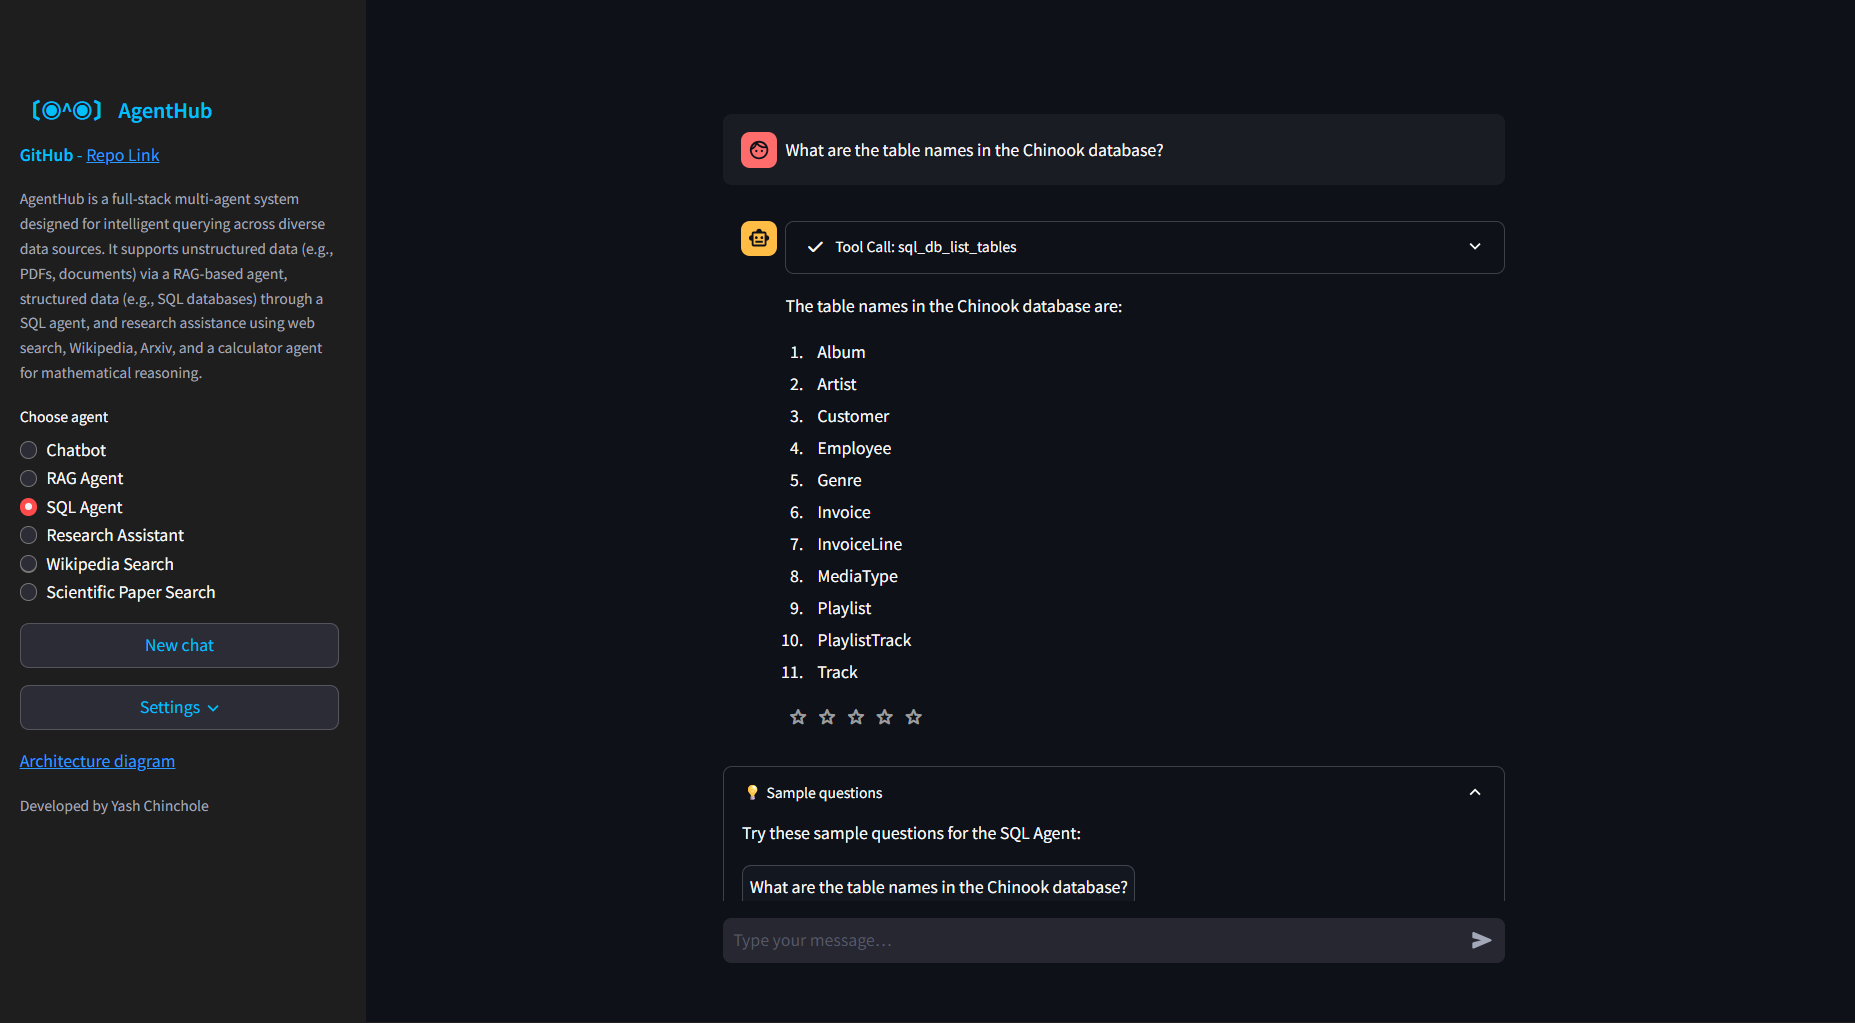 [◉^◉] AgentHub
GitHub - Repo Link
AgentHub is a full-stack multi-agent system
designed for intelligent querying across diverse
data sources. It supports unstructured data (e.g.,
PDFs, documents) via a RAG-based agent,
structured data (e.g., SQL databases) through a
SQL agent, and research assistance using web
search, Wikipedia, Arxiv, and a calculator agent
for mathematical reasoning.
Choose agent
Chatbot
RAG Agent
SQL Agent
Research Assistant
Wikipedia Search
Scientific Paper Search
New chat
Settings
Architecture diagram
Developed by Yash Chinchole
What are the table names in the Chinook database?
Tool Call: sql_db_list_tables
The table names in the Chinook database are:
1. Album
2. Artist
3. Customer
4. Employee
5. Genre
6. Invoice
7. InvoiceLine
8. MediaType
9. Playlist
10. PlaylistTrack
11. Track
💡 Sample questions
Try these sample questions for the SQL Agent:
What are the table names in the Chinook database?
Type your message...